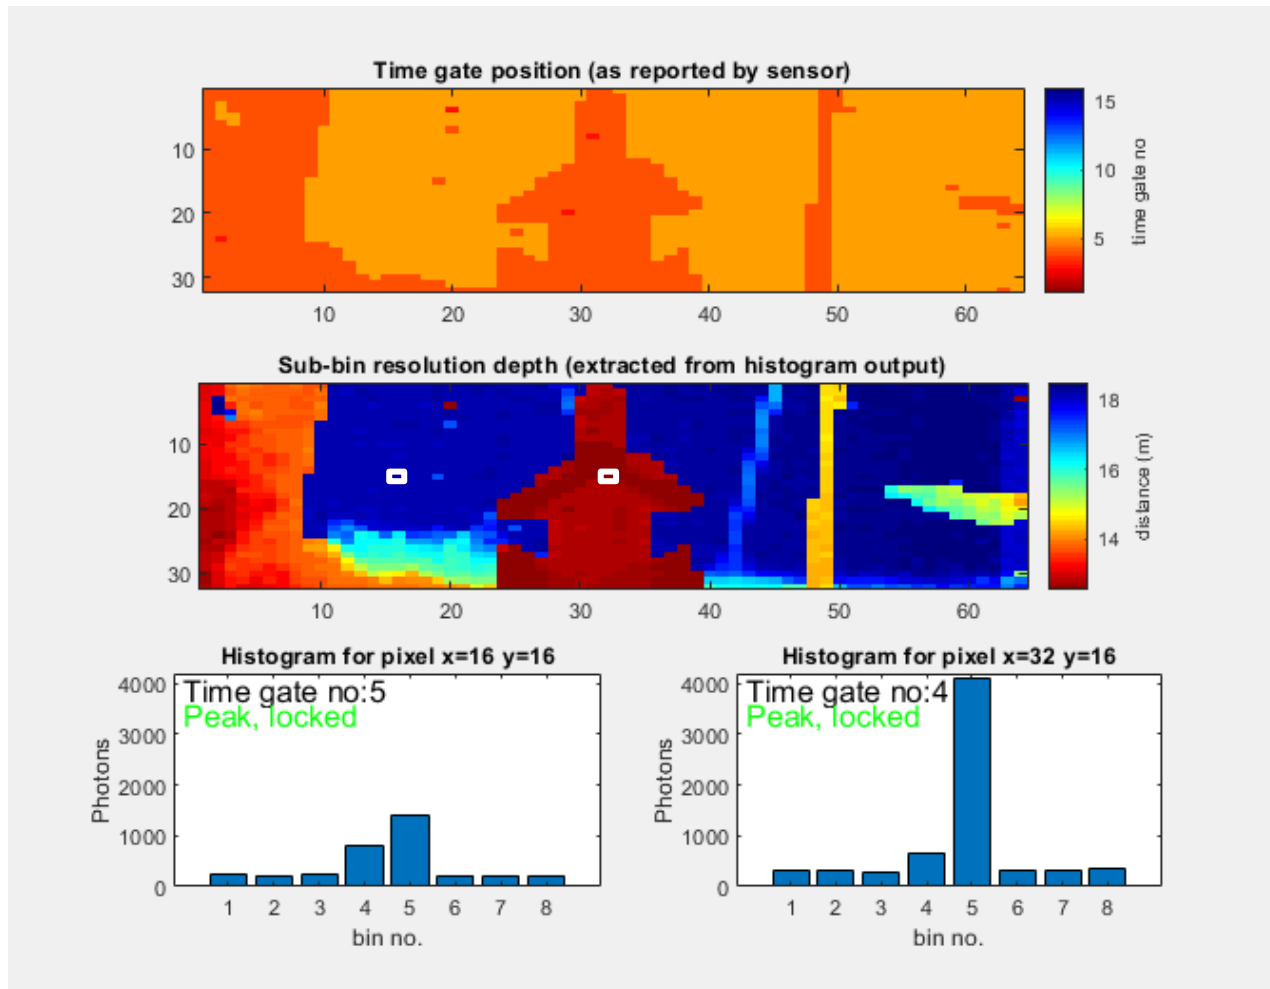 Time gate position (as reported by sensor)
10
20
30
10
20
30
40
50
60
15
10
5
time gate no
Sub-bin resolution depth (extracted from histogram output)
10
20
30
10
20
30
40
50
60
18
16
14
distance (m)
Histogram for pixel x=16 y=16
Time gate no:5
Peak, locked
4000
3000
2000
1000
0
Photons
1 2 3 4 5 6 7 8
bin no.
Histogram for pixel x=32 y=16
Time gate no:4
Peak, locked
4000
3000
2000
1000
0
Photons
1 2 3 4 5 6 7 8
bin no.